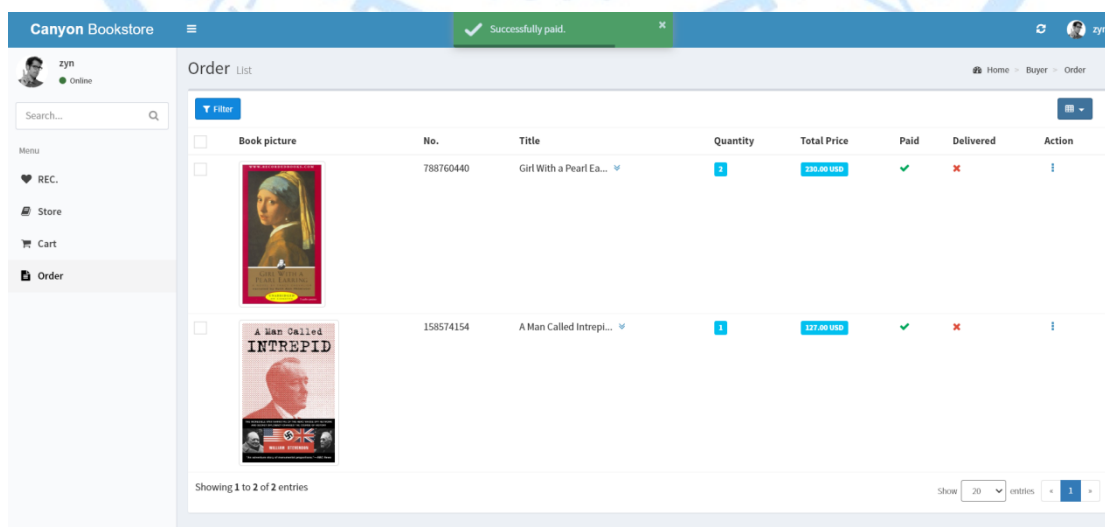 Canyon Bookstore
Successfully paid.
zyn
zyn
Online
Order List
Home > Buyer > Order
Search...
Filter
Menu
REC.
Store
Cart
Order
Book picture No. Title Quantity Total Price Paid Delivered Action
788760440 Girl With a Pearl Ea... 2 230.00 USD
GIRL WITH A
PEARL EARRING
158574154 A Man Called Intrepi... 1 127.00 USD
A Man Called
INTREPID
WILLIAM STEVENSON
Showing 1 to 2 of 2 entries
Show 20 entries « 1 »